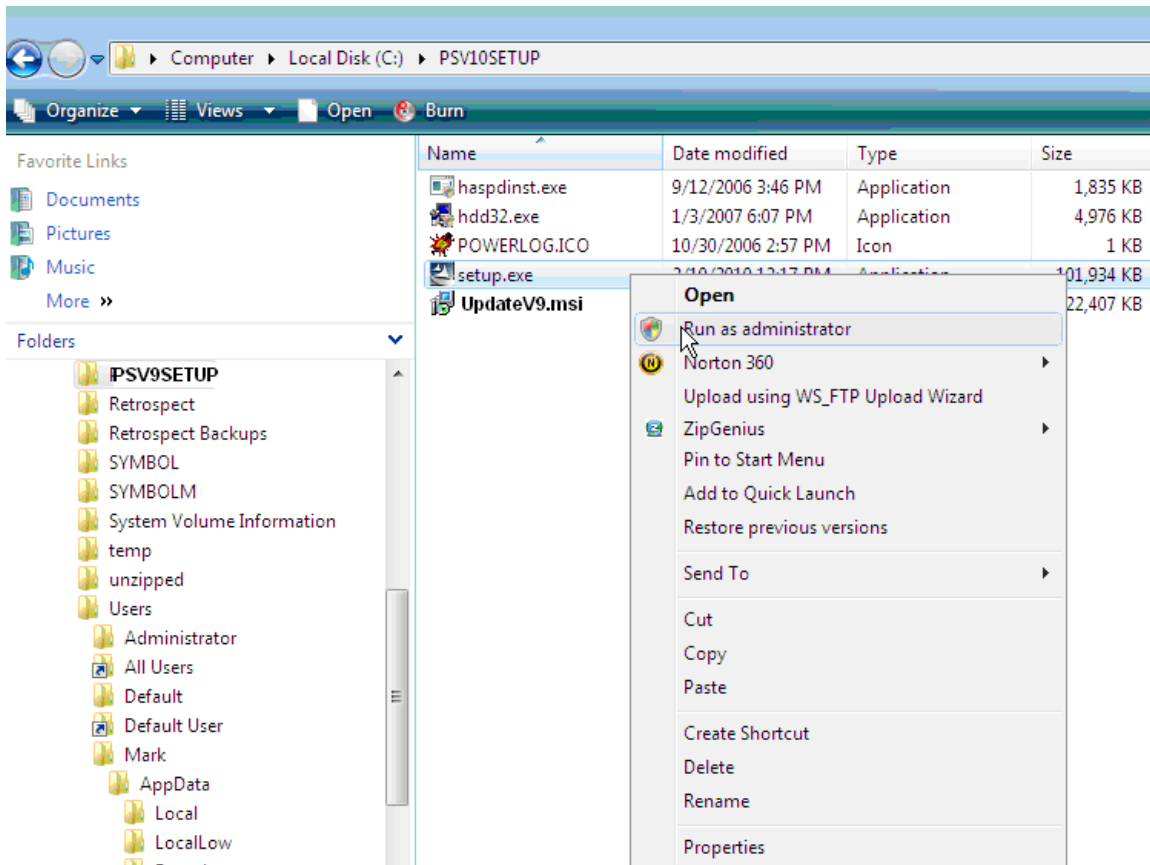 Computer Local Disk (C:) PSV10SETUP
Organize Views Open Burn
Favorite Links
Documents
Pictures
Music
More »
Folders
PSV9SETUP
Retrospect
Retrospect Backups
SYMBOL
SYMBOLM
System Volume Information
temp
unzipped
Users
Administrator
All Users
Default
Default User
Mark
AppData
Local
LocalLow
Name Date modified Type Size
haspdinst.exe 9/12/2006 3:46 PM Application 1,835 KB
hdd32.exe 1/3/2007 6:07 PM Application 4,976 KB
POWERLOG.ICO 10/30/2006 2:57 PM Icon 1 KB
setup.exe Application 101,934 KB
UpdateV9.msi 22,407 KB
Open
Run as administrator
Norton 360
Upload using WS_FTP Upload Wizard
ZipGenius
Pin to Start Menu
Add to Quick Launch
Restore previous versions
Send To
Cut
Copy
Paste
Create Shortcut
Delete
Rename
Properties